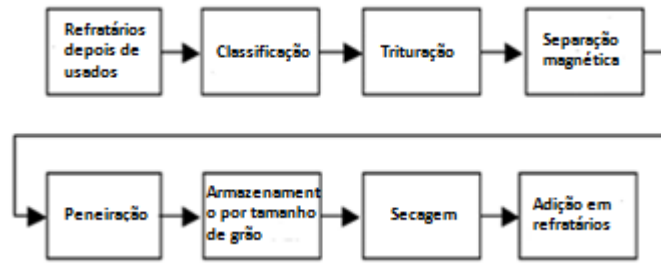 Refratários
depois de
usados
Classificação
Trituração
Separação
magnética
Peneiração
Armazenament
o por tamanho
de grão
Secagem
Adição em
refratários